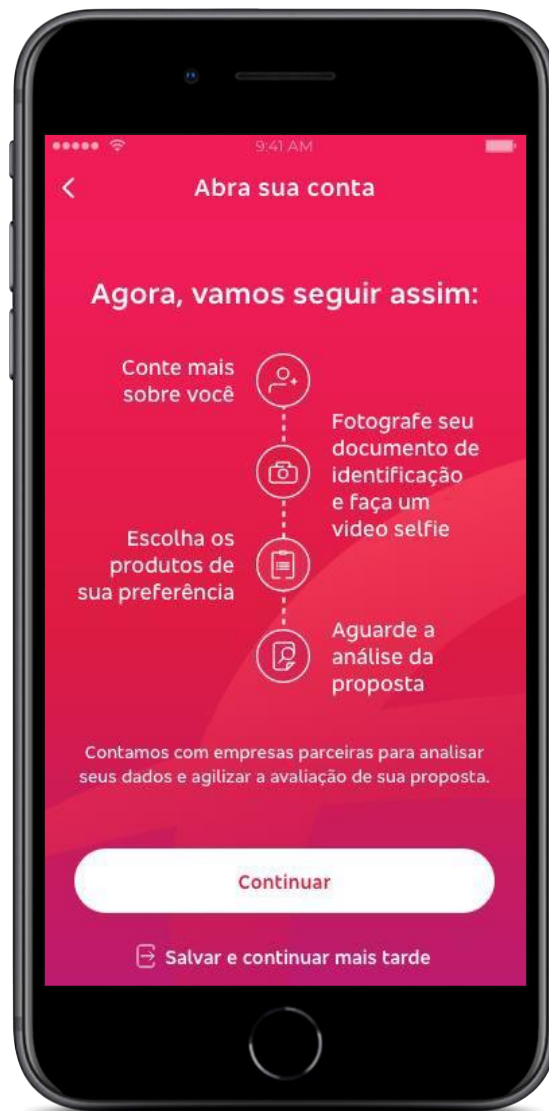 9:41 AM
Abra sua conta
Agora, vamos seguir assim:
Conte mais
sobre você
Fotografe seu
documento de
identificação
e faça um
video selfie
Escolha os
produtos de
sua preferência
Aguarde a
análise da
proposta
Contamos com empresas parceiras para analisar
seus dados e agilizar a avaliação de sua proposta.
Continuar
Salvar e continuar mais tarde